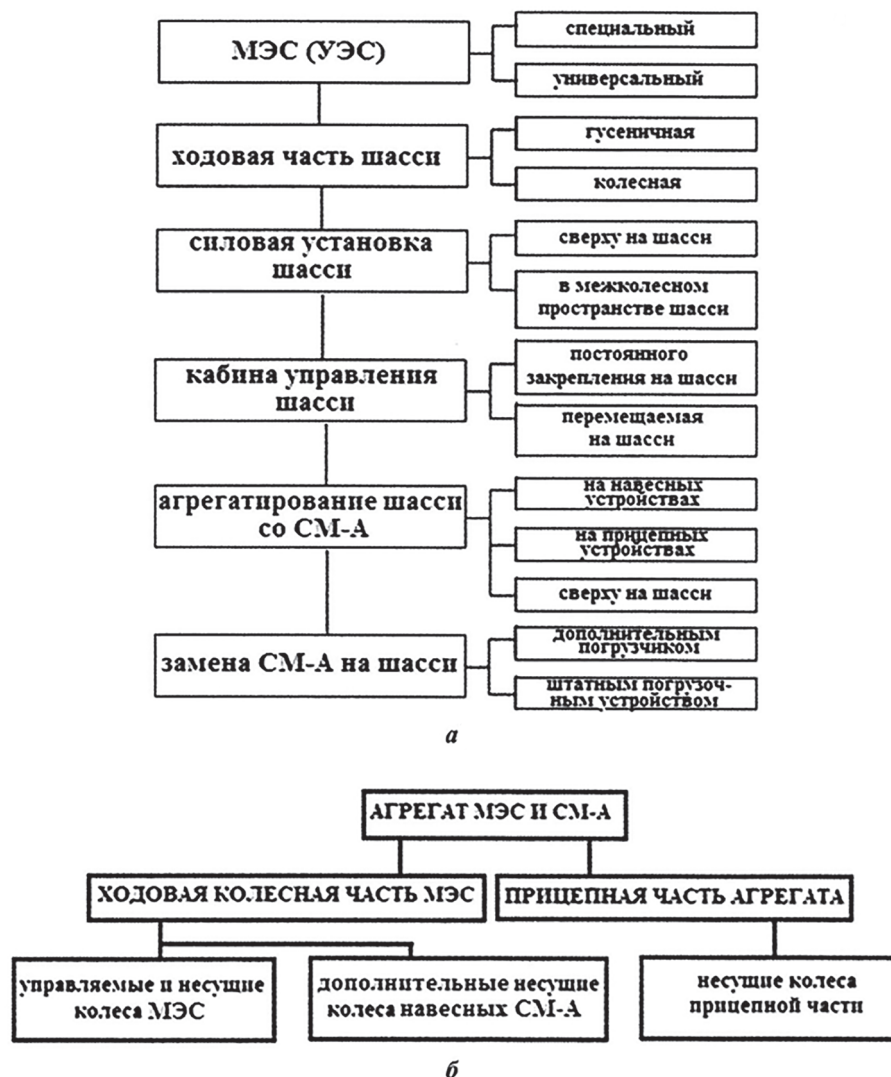 МЭС (УЭС)
специальный
универсальный
ходовая часть шасси
гусеничная
колесная
силовая установка
шасси
сверху на шасси
в межколесном
пространстве шасси
кабина управления
шасси
постоянного
закрепления на шасси
перемещаемая
на шасси
агрегатирование шасси
со СМ-А
на навесных
устройствах
на прицепных
устройствах
сверху на шасси
замена СМ-А на шасси
дополнительным
погрузчиком
штатным погрузоч-
ным устройством
а
АГРЕГАТ МЭС И СМ-А
ХОДОВАЯ КОЛЕСНАЯ ЧАСТЬ МЭС
ПРИЦЕПНАЯ ЧАСТЬ АГРЕГАТА
управляемые и несущие
колеса МЭС
дополнительные несущие
колеса навесных СМ-А
несущие колеса
прицепной части
б